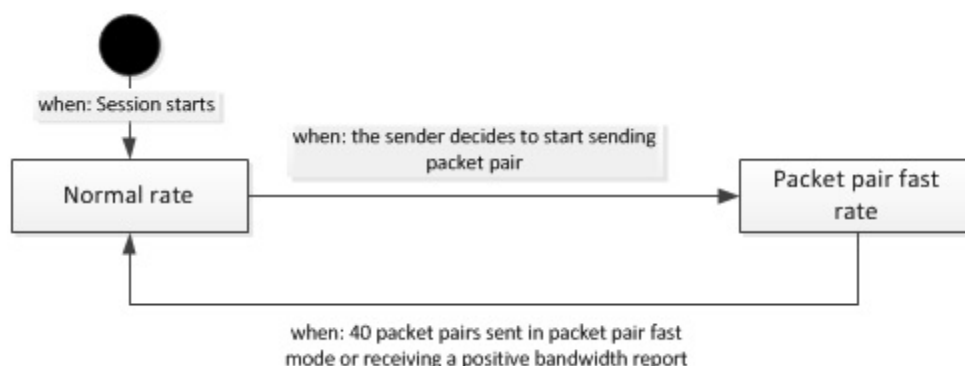 when: Session starts
when: the sender decides to start sending
packet pair
Normal rate
Packet pair fast
rate
when: 40 packet pairs sent in packet pair fast
mode or receiving a positive bandwidth report